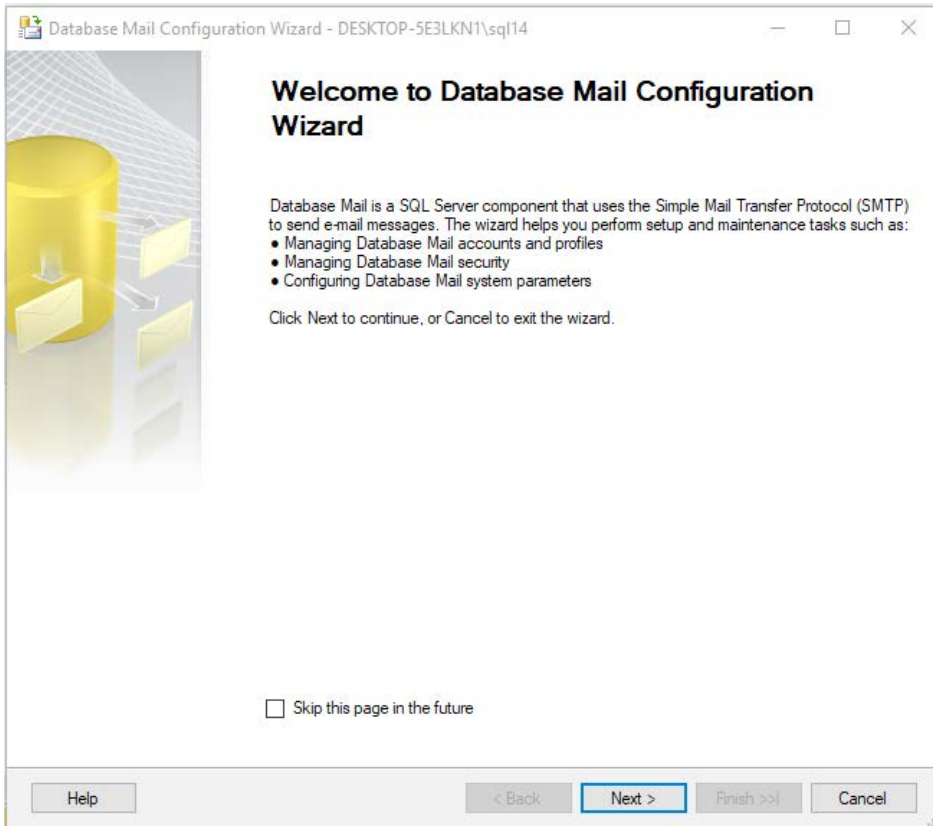 Database Mail Configuration Wizard - DESKTOP-5E3LKN1\sql14
Welcome to Database Mail Configuration
Wizard
Database Mail is a SQL Server component that uses the Simple Mail Transfer Protocol (SMTP)
to send e-mail messages. The wizard helps you perform setup and maintenance tasks such as:
● Managing Database Mail accounts and profiles
● Managing Database Mail security
● Configuring Database Mail system parameters
Click Next to continue, or Cancel to exit the wizard.
Skip this page in the future
Help < Back Next > Finish >>| Cancel